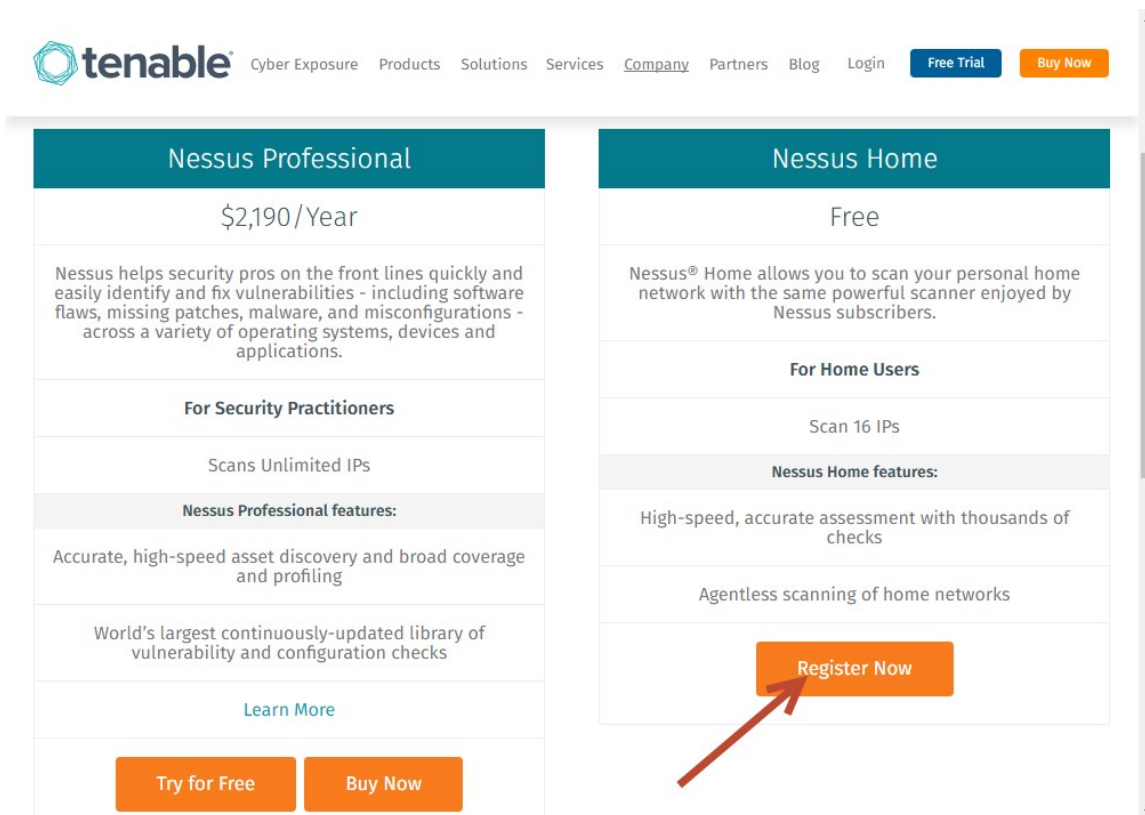 tenable®
Cyber Exposure Products Solutions Services Company Partners Blog Login Free Trial Buy Now
Nessus Professional
$2,190/Year
Nessus helps security pros on the front lines quickly and
easily identify and fix vulnerabilities - including software
flaws, missing patches, malware, and misconfigurations -
across a variety of operating systems, devices and
applications.
For Security Practitioners
Scans Unlimited IPs
Nessus Professional features:
Accurate, high-speed asset discovery and broad coverage
and profiling
World’s largest continuously-updated library of
vulnerability and configuration checks
Learn More
Try for Free
Buy Now
Nessus Home
Free
Nessus® Home allows you to scan your personal home
network with the same powerful scanner enjoyed by
Nessus subscribers.
For Home Users
Scan 16 IPs
Nessus Home features:
High-speed, accurate assessment with thousands of
checks
Agentless scanning of home networks
Register Now